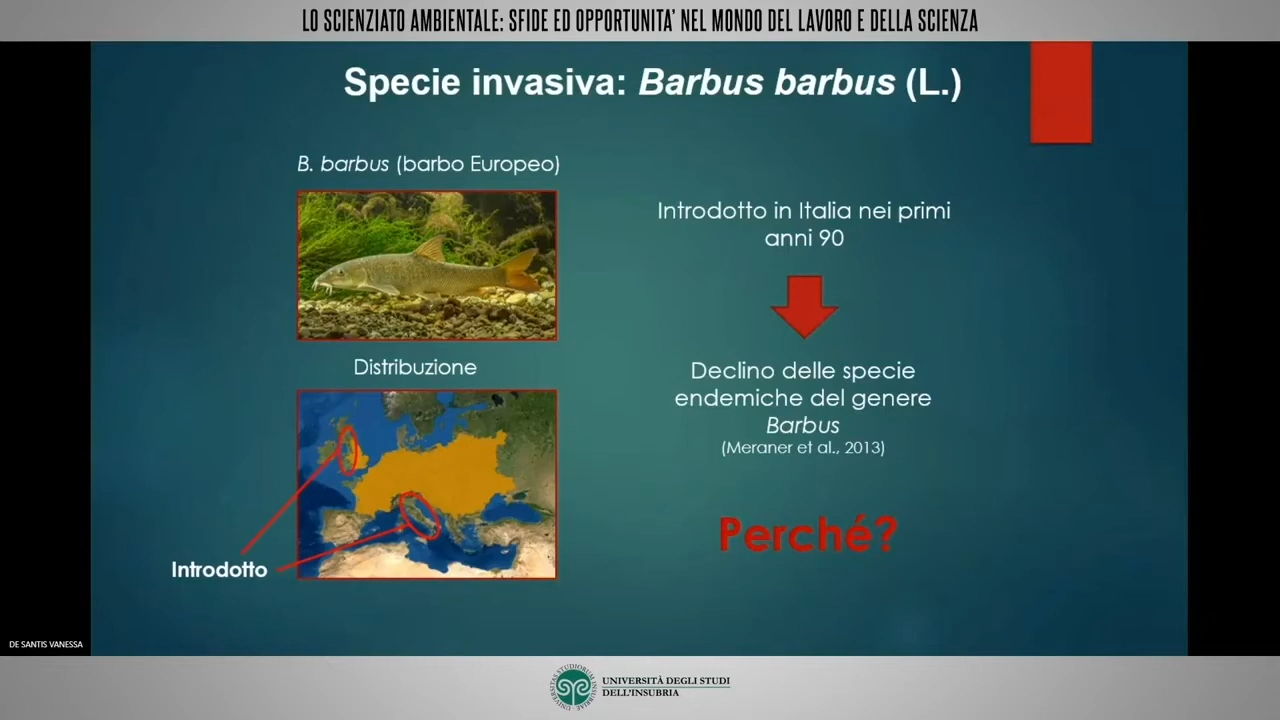 LO SCIENZIATO AMBIENTALE: SFIDE ED OPPORTUNITA' NEL MONDO DEL LAVORO E DELLA SCIENZA
Specie invasiva: Barbus barbus (L.)
B. barbus (barbo Europeo)
Distribuzione
Introdotto
Introdotto in Italia nei primi
anni 90
Declino delle specie
endemiche del genere
Barbus
(Meraner et al., 2013)
Perché?
DE SANTIS VANESSA
UNIVERSITÀ DEGLI STUDI
DELL'INSUBRIA